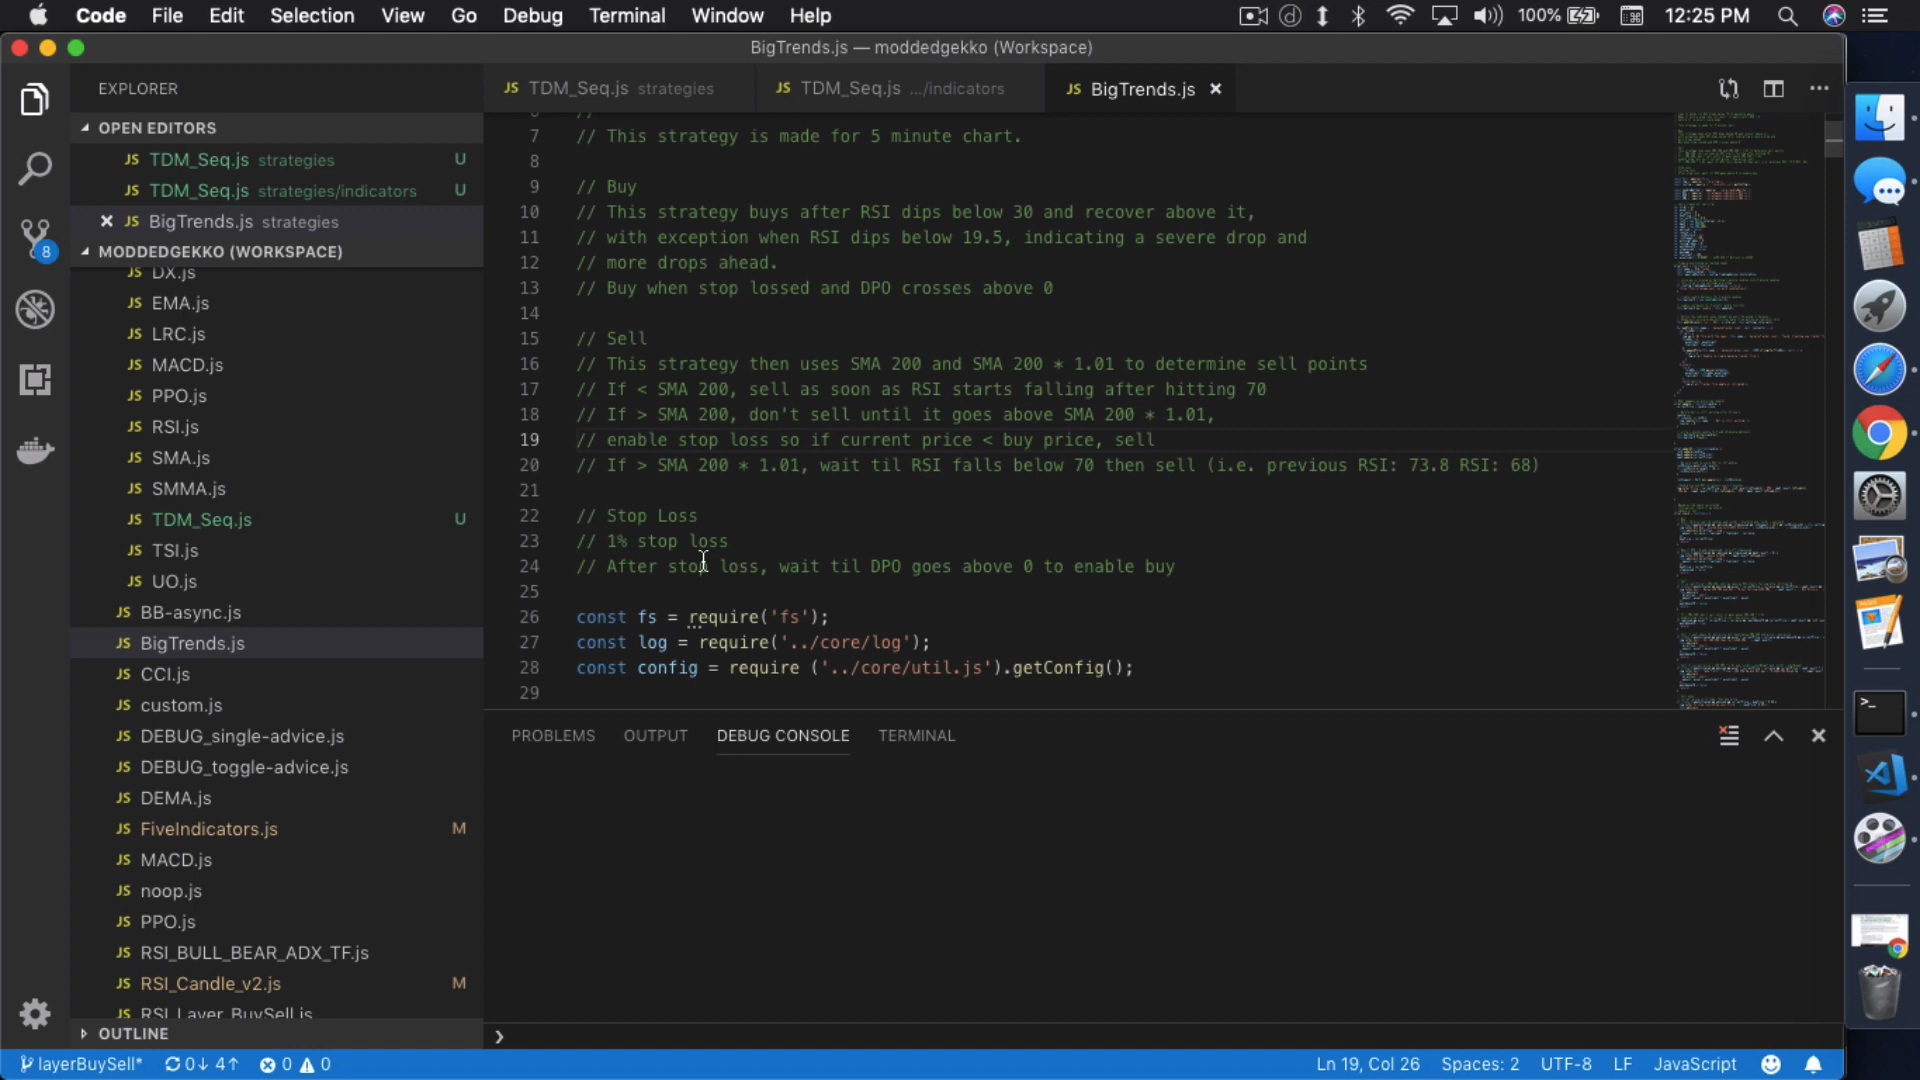 Code File Edit Selection View Go Debug Terminal Window Help 100% 12:25 PM
BigTrends.js — moddedgekko (Workspace)
EXPLORER
OPEN EDITORS
JS TDM_Seq.js strategies U
JS TDM_Seq.js strategies/indicators U
JS BigTrends.js strategies
MODDEDGEKKO (WORKSPACE)
JS DX.js
JS EMA.js
JS LRC.js
JS MACD.js
JS PPO.js
JS RSI.js
JS SMA.js
JS SMMA.js
JS TDM_Seq.js U
JS TSI.js
JS UO.js
JS BB-async.js
JS BigTrends.js
JS CCI.js
JS custom.js
JS DEBUG_single-advice.js
JS DEBUG_toggle-advice.js
JS DEMA.js
JS FiveIndicators.js M
JS MACD.js
JS noop.js
JS PPO.js
JS RSI_BULL_BEAR_ADX_TF.js
JS RSI_Candle_v2.js M
JS RSI_Layer_BuySell.js
OUTLINE
8
JS TDM_Seq.js strategies JS TDM_Seq.js .../indicators JS BigTrends.js
6 //
7 // This strategy is made for 5 minute chart.
8
9 // Buy
10 // This strategy buys after RSI dips below 30 and recover above it,
11 // with exception when RSI dips below 19.5, indicating a severe drop and
12 // more drops ahead.
13 // Buy when stop lossed and DPO crosses above 0
14
15 // Sell
16 // This strategy then uses SMA 200 and SMA 200 * 1.01 to determine sell points
17 // If < SMA 200, sell as soon as RSI starts falling after hitting 70
18 // If > SMA 200, don't sell until it goes above SMA 200 * 1.01,
19 // enable stop loss so if current price < buy price, sell
20 // If > SMA 200 * 1.01, wait til RSI falls below 70 then sell (i.e. previous RSI: 73.8 RSI: 68)
21
22 // Stop Loss
23 // 1% stop loss
24 // After stop loss, wait til DPO goes above 0 to enable buy
25
26 const fs = require('fs');
27 const log = require('../core/log');
28 const config = require ('../core/util.js').getConfig();
29
PROBLEMS OUTPUT DEBUG CONSOLE TERMINAL
layerBuySell* 0↓ 4↑ 0 0 Ln 19, Col 26 Spaces: 2 UTF-8 LF JavaScript